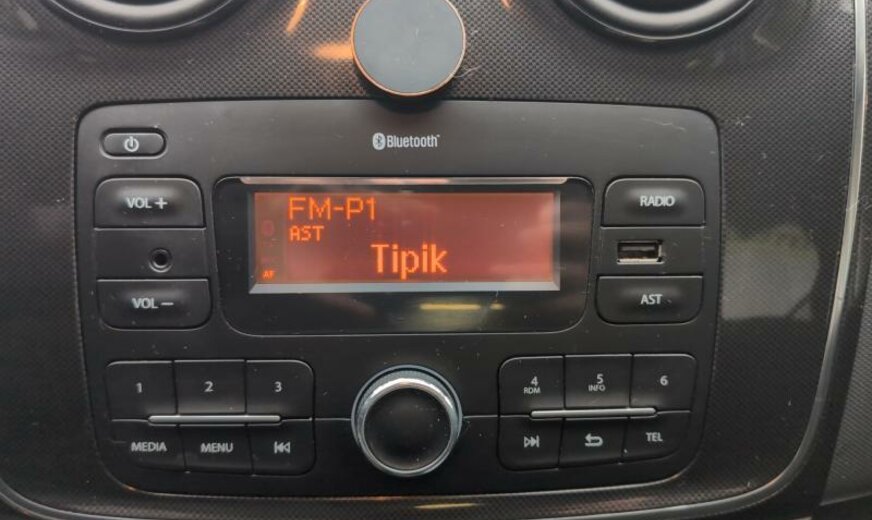 Bluetooth
VOL +
FM-P1
RADIO
AST
Tipik
AF
VOL −
AST
1 2 3
4 RDM 5 INFO 6
MEDIA MENU
TEL